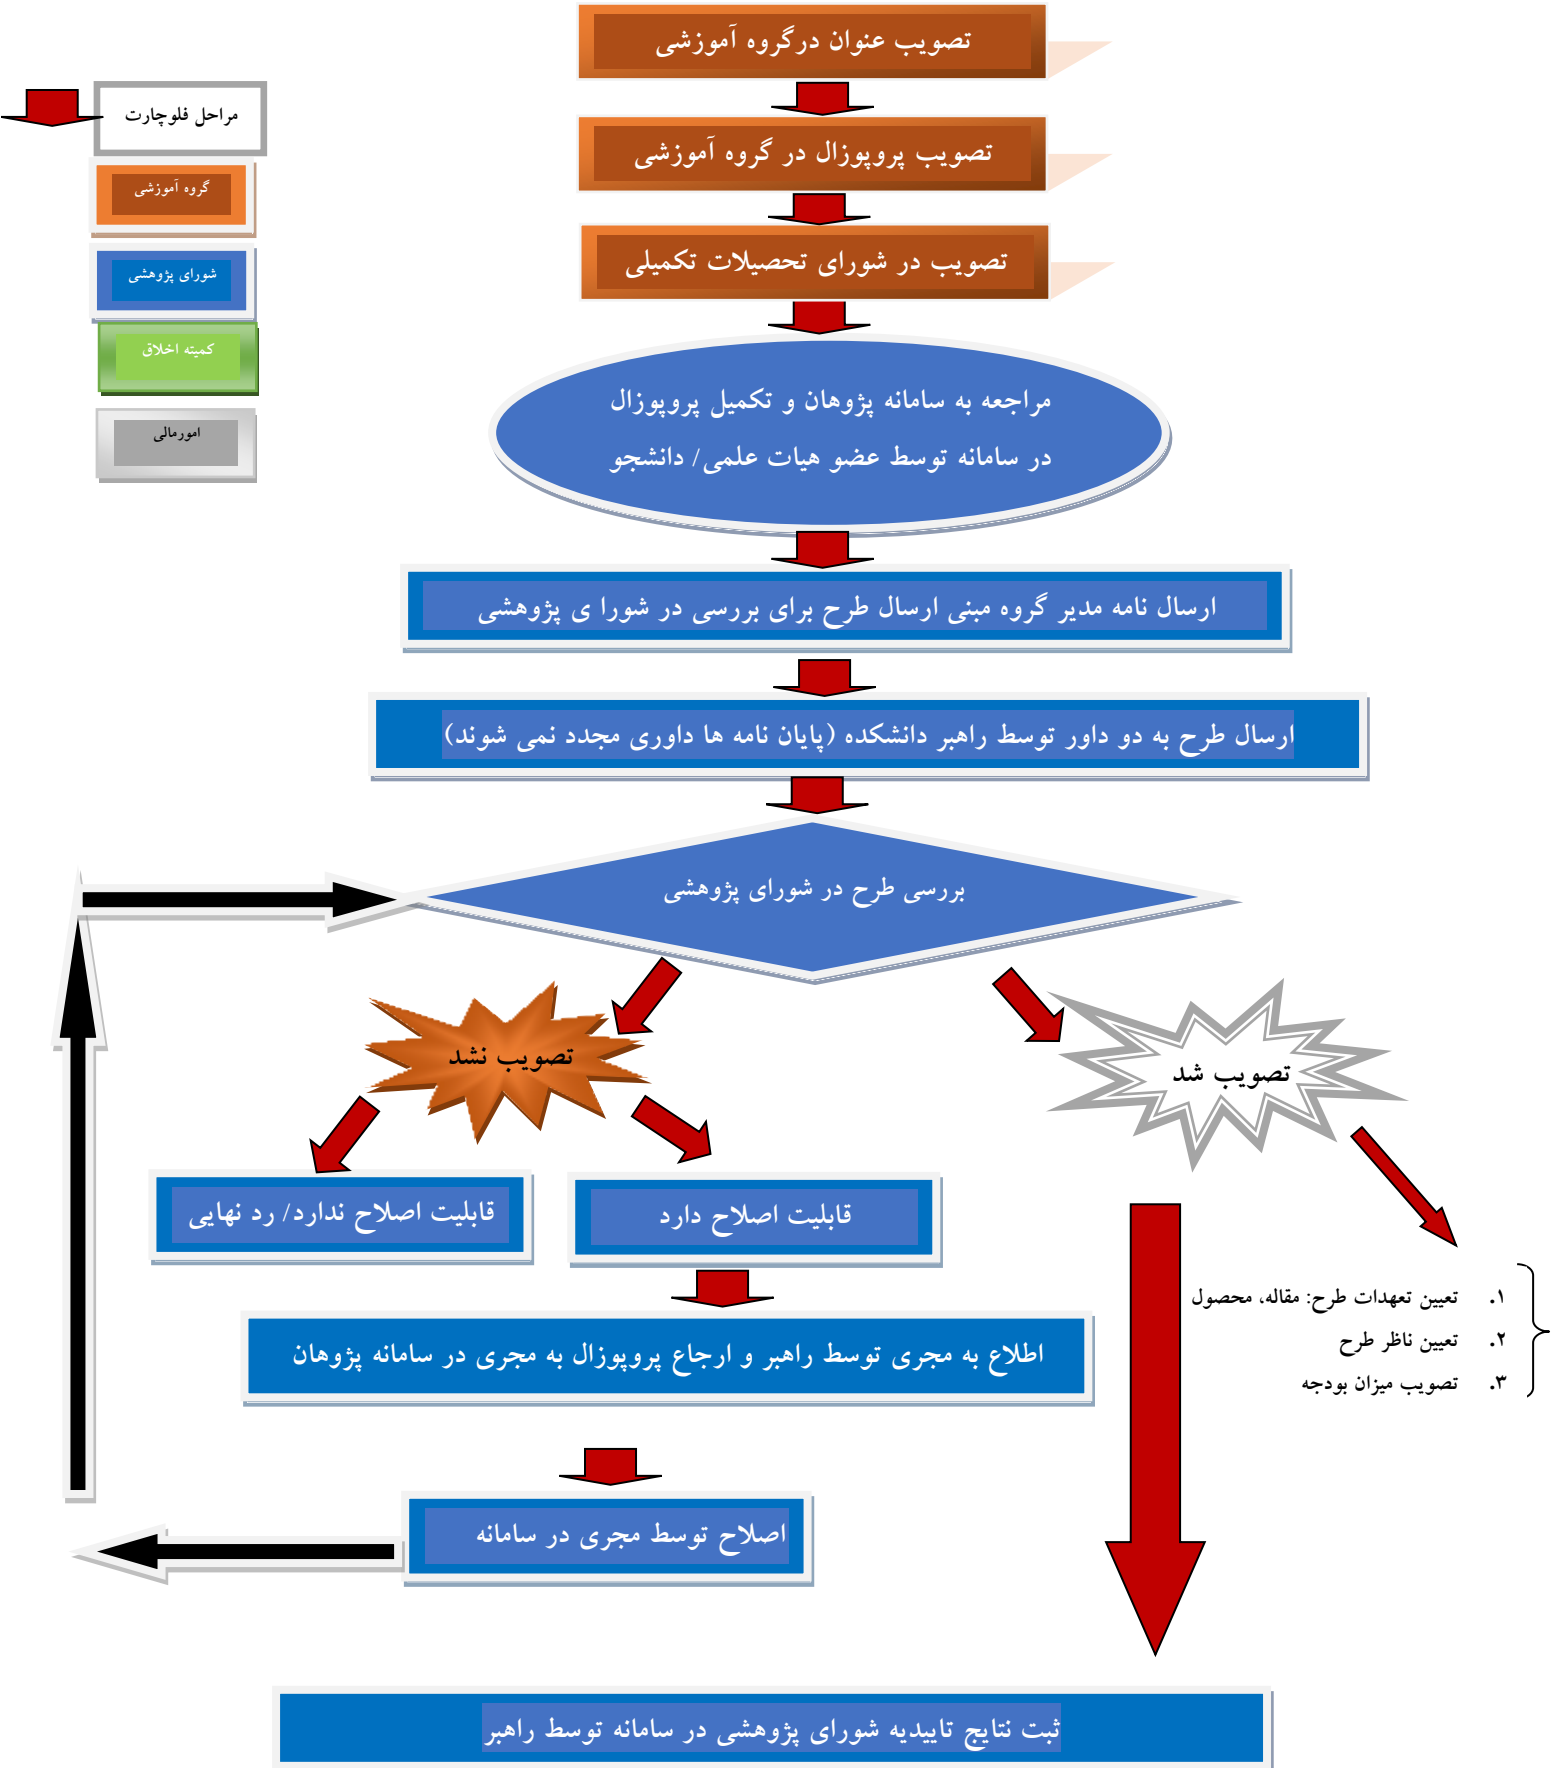 تصویب عنوان درگروه آموزشی
مراحل فلوچارت
تصویب پروپوزال در گروه آموزشی
گروه آموزشی
تصویب در شورای تحصیلات تکمیلی
شورای پژوهشی
کمیته اخلاق
امورمالی
مراجعه به سامانه پژوهان و تکمیل پروپوزال
در سامانه توسط عضو هیات علمی/ دانشجو
ارسال نامه مدیر گروه مبنی ارسال طرح برای بررسی در شورا ی پژوهشی
ارسال طرح به دو داور توسط راهبر دانشکده (پایان نامه ها داوری مجدد نمی شوند)
بررسی طرح در شورای پژوهشی
تصویب شد
تصویب نشد
قابلیت اصلاح دارد
قابلیت اصلاح ندارد/ رد نهایی
۱. تعیین تعهدات طرح: مقاله، محصول
۲. تعیین ناظر طرح
۳. تصویب میزان بودجه
اطلاع به مجری توسط راهبر و ارجاع پروپوزال به مجری در سامانه پژوهان
اصلاح توسط مجری در سامانه
ثبت نتایج تاییدیه شورای پژوهشی در سامانه توسط راهبر